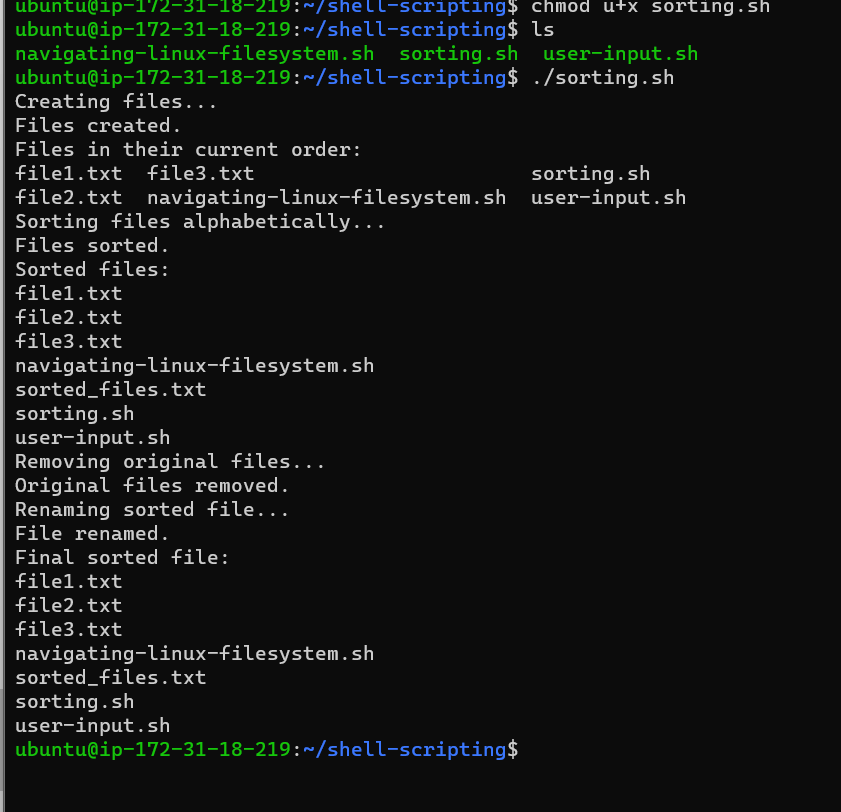 ubuntu@ip-172-31-18-219:~/shell-scripting$ chmod u+x sorting.sh
ubuntu@ip-172-31-18-219:~/shell-scripting$ ls
navigating-linux-filesystem.sh  sorting.sh  user-input.sh
ubuntu@ip-172-31-18-219:~/shell-scripting$ ./sorting.sh
Creating files...
Files created.
Files in their current order:
file1.txt  file3.txt                       sorting.sh
file2.txt  navigating-linux-filesystem.sh  user-input.sh
Sorting files alphabetically...
Files sorted.
Sorted files:
file1.txt
file2.txt
file3.txt
navigating-linux-filesystem.sh
sorted_files.txt
sorting.sh
user-input.sh
Removing original files...
Original files removed.
Renaming sorted file...
File renamed.
Final sorted file:
file1.txt
file2.txt
file3.txt
navigating-linux-filesystem.sh
sorted_files.txt
sorting.sh
user-input.sh
ubuntu@ip-172-31-18-219:~/shell-scripting$